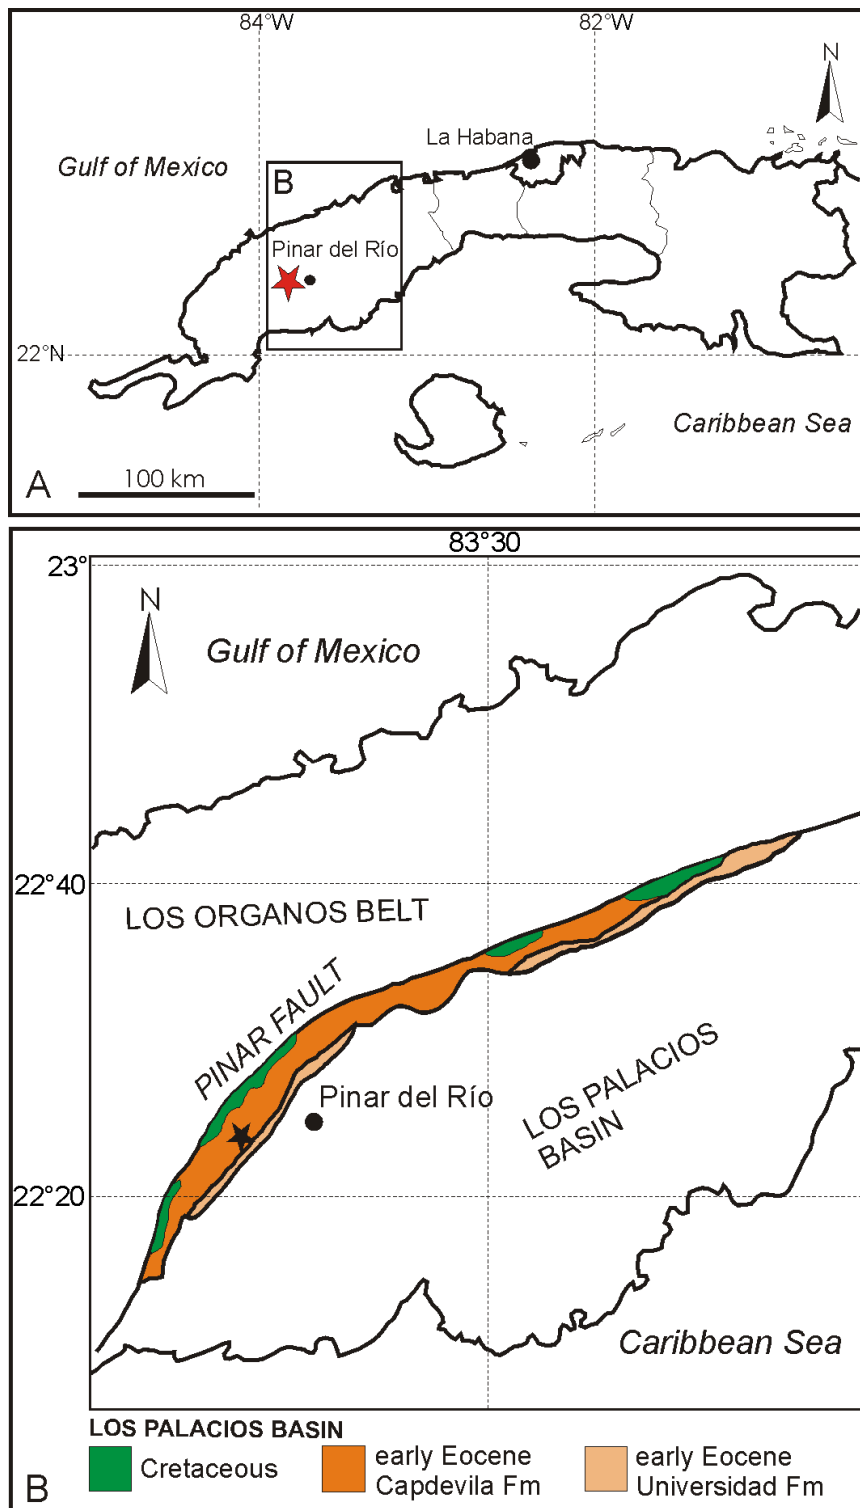 84°W
82°W
N
La Habana
Gulf of Mexico
B
Pinar del Río
22°N
Caribbean Sea
100 km
A
83°30
23°
N
Gulf of Mexico
22°40
LOS ORGANOS BELT
PINAR FAULT
Pinar del Río
LOS PALACIOS
BASIN
22°20
Caribbean Sea
LOS PALACIOS BASIN
Cretaceous
early Eocene
Capdevila Fm
early Eocene
Universidad Fm
B